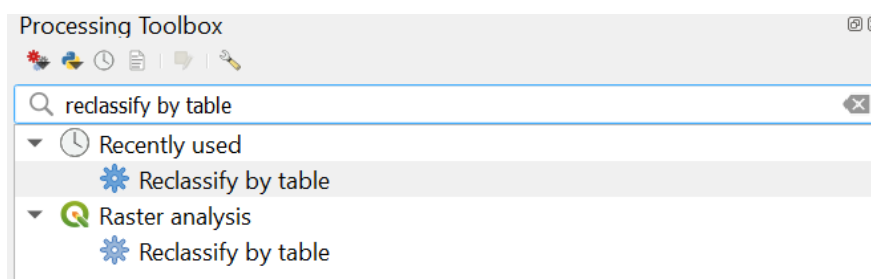 Processing Toolbox
reclassify by table
Recently used
Reclassify by table
Raster analysis
Reclassify by table